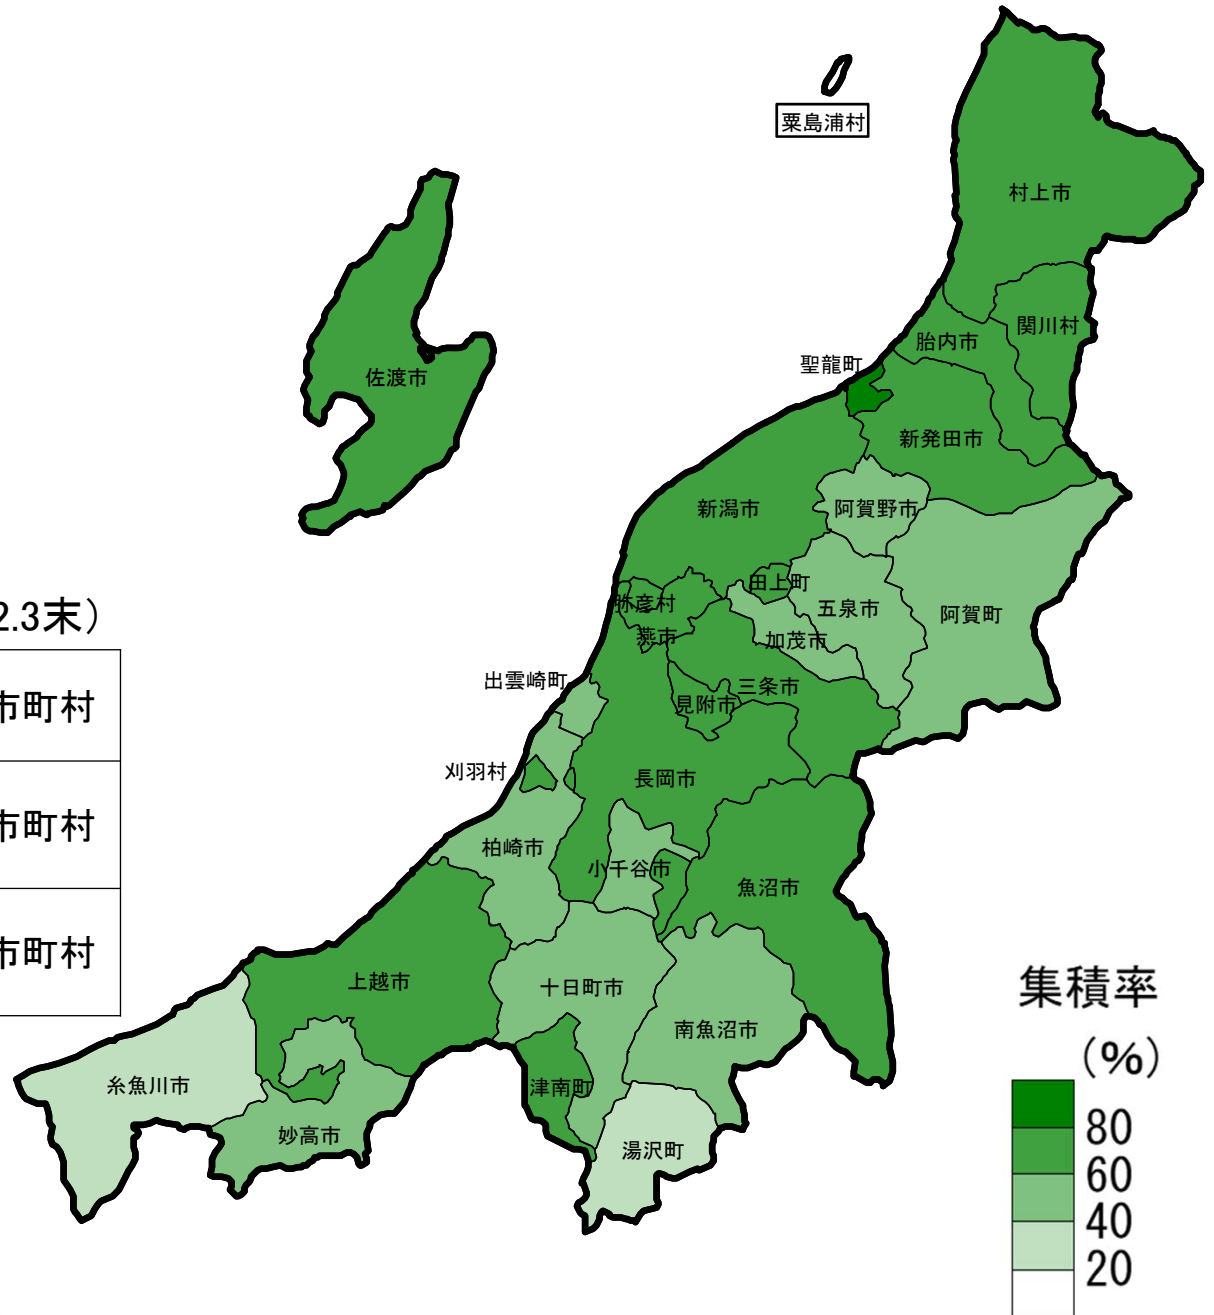 粟島浦村
村上市
関川村
胎内市
聖龍町
佐渡市
新発田市
新潟市
阿賀野市
田上町
弥彦村
五泉市
阿賀町
2.3末）
燕市
加茂市
出雲崎町
三条市
見附市
市町村
刈羽村
長岡市
市町村
柏崎市
小千谷市
魚沼市
市町村
上越市
十日町市
南魚沼市
糸魚川市
津南町
妙高市
湯沢町
集積率
（%）
80
60
40
20